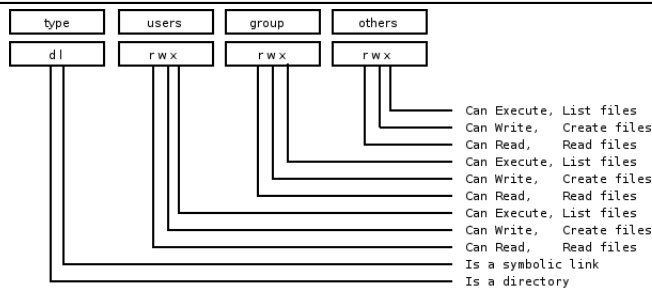 type users group others
d l r w x r w x r w x
Can Execute, List files
Can Write, Create files
Can Read, Read files
Can Execute, List files
Can Write, Create files
Can Read, Read files
Can Execute, List files
Can Write, Create files
Can Read, Read files
Is a symbolic link
Is a directory